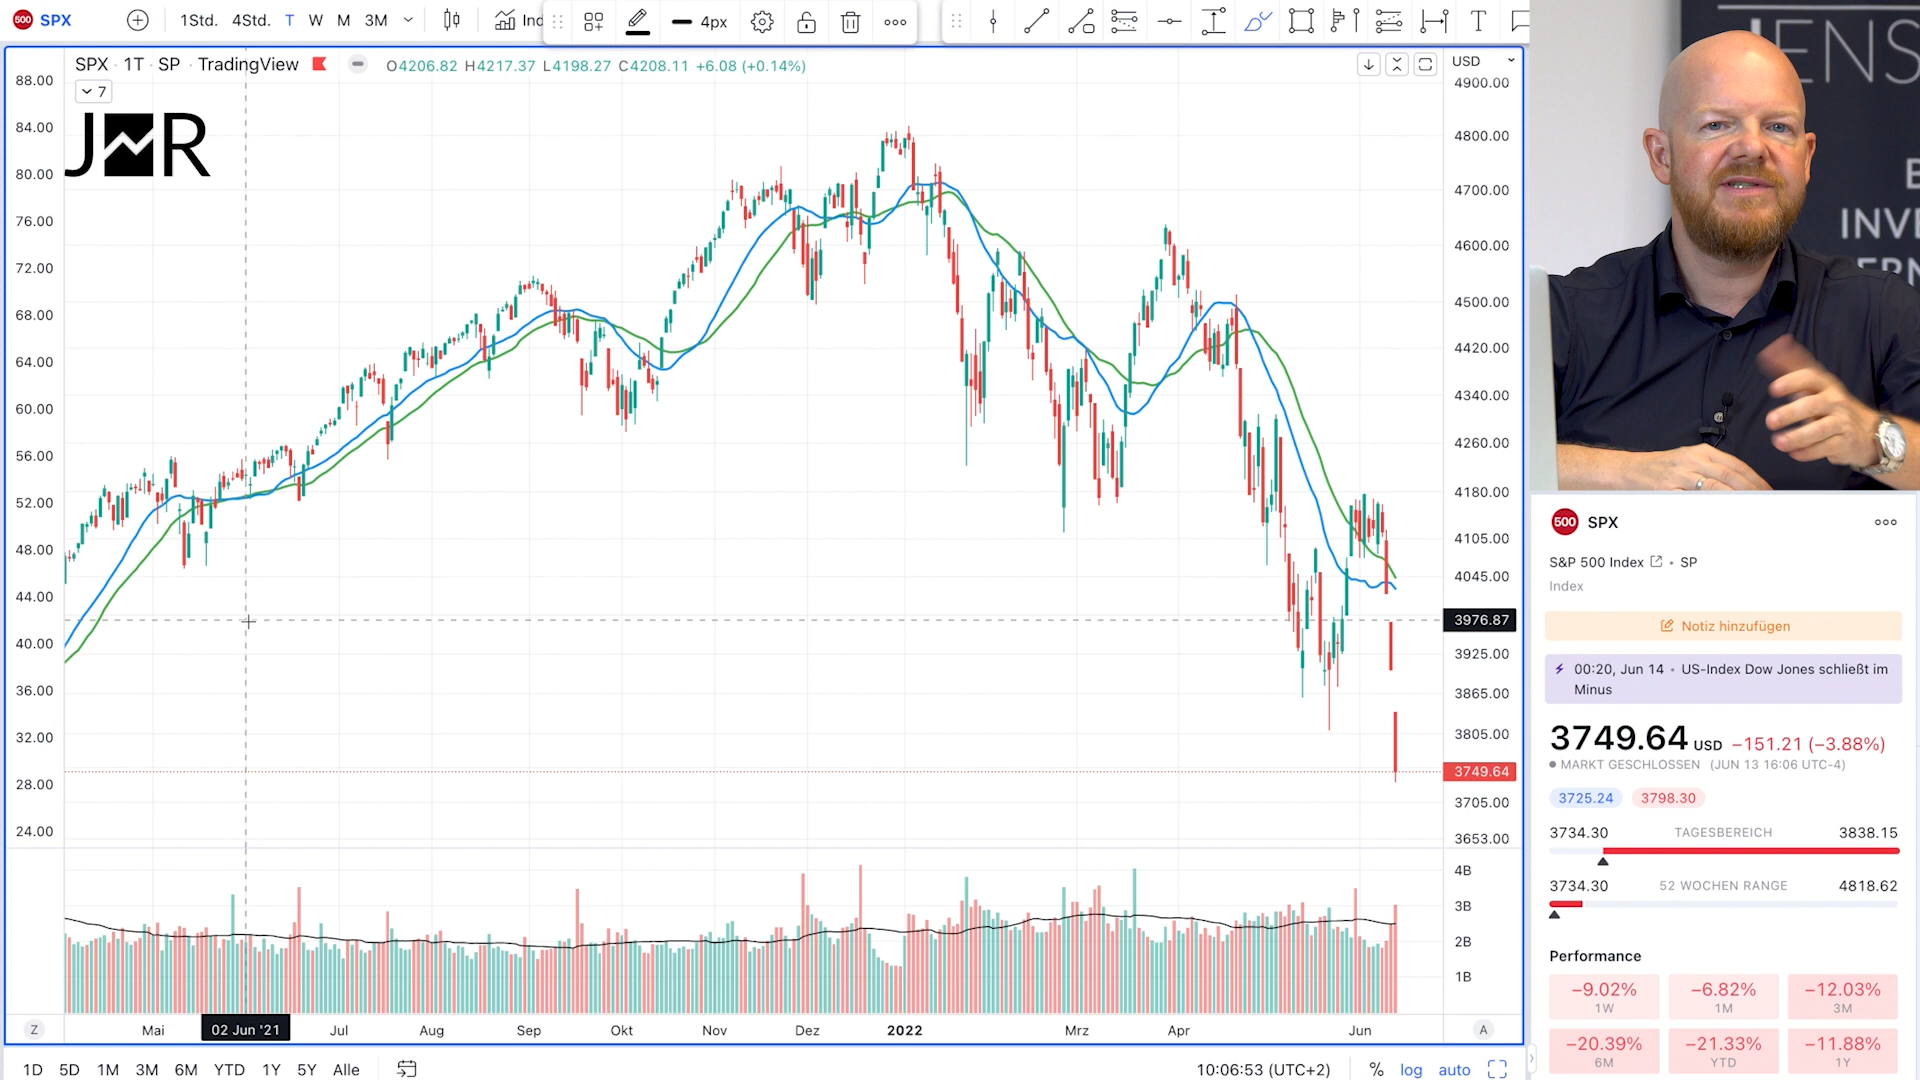 500 SPX 1Std. 4Std. T W M 3M Ind 4px T
SPX · 1T · SP · TradingView O4206.82 H4217.37 L4198.27 C4208.11 +6.08 (+0.14%)
7
JMR
88.00
84.00
80.00
76.00
72.00
68.00
64.00
60.00
56.00
52.00
48.00
44.00
40.00
36.00
32.00
28.00
24.00
USD
4900.00
4800.00
4700.00
4600.00
4500.00
4420.00
4340.00
4260.00
4180.00
4105.00
4045.00
3976.87
3925.00
3865.00
3805.00
3749.64
3705.00
3653.00
4B
3B
2B
1B
Z Mai 02 Jun '21 Jul Aug Sep Okt Nov Dez 2022 Mrz Apr Jun A
1D 5D 1M 3M 6M YTD 1Y 5Y Alle 10:06:53 (UTC+2) % log auto
JENS
INVE
ERN
500 SPX
S&P 500 Index • SP
Index
Notiz hinzufügen
00:20, Jun 14 • US-Index Dow Jones schließt im
Minus
3749.64 USD −151.21 (−3.88%)
MARKT GESCHLOSSEN (JUN 13 16:06 UTC-4)
3725.24 3798.30
3734.30 TAGESBEREICH 3838.15
3734.30 52 WOCHEN RANGE 4818.62
Performance
−9.02% −6.82% −12.03%
1W 1M 3M
−20.39% −21.33% −11.88%
6M YTD 1Y